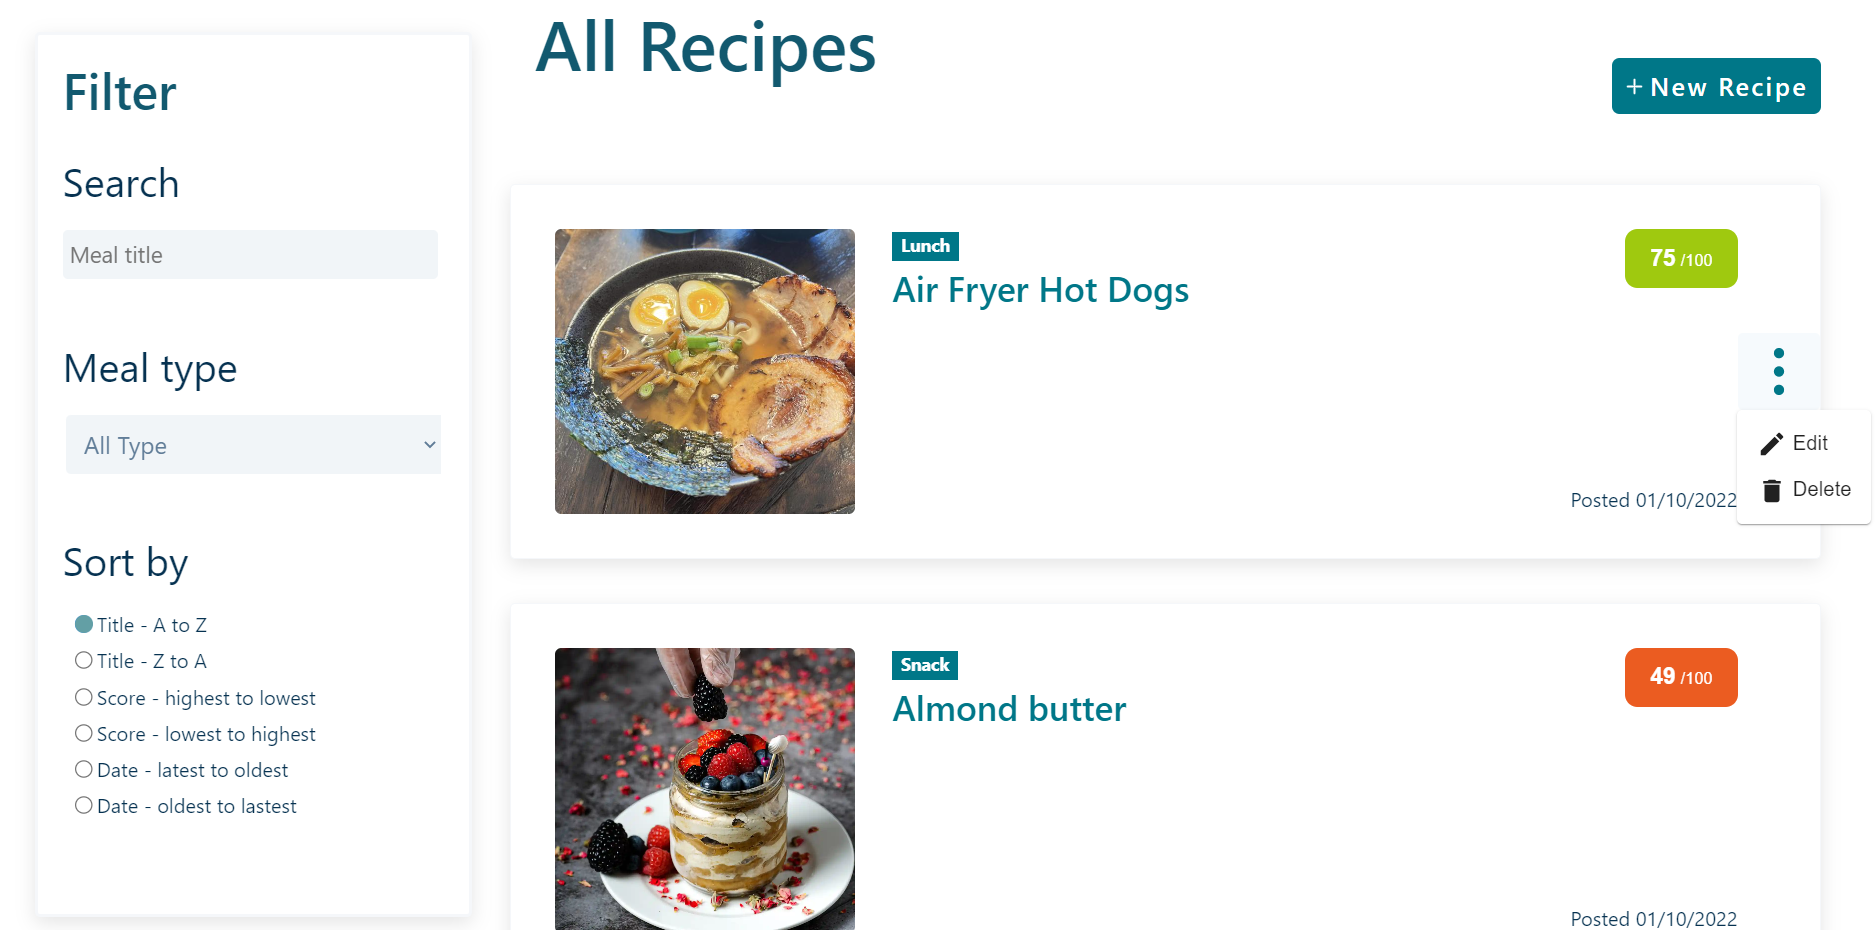 Filter
Search
Meal title
Meal type
All Type
Sort by
Title - A to Z
Title - Z to A
Score - highest to lowest
Score - lowest to highest
Date - latest to oldest
Date - oldest to lastest
All Recipes
+ New Recipe
Lunch
Air Fryer Hot Dogs
75 /100
Edit
Delete
Posted 01/10/2022
Snack
Almond butter
49 /100
Posted 01/10/2022